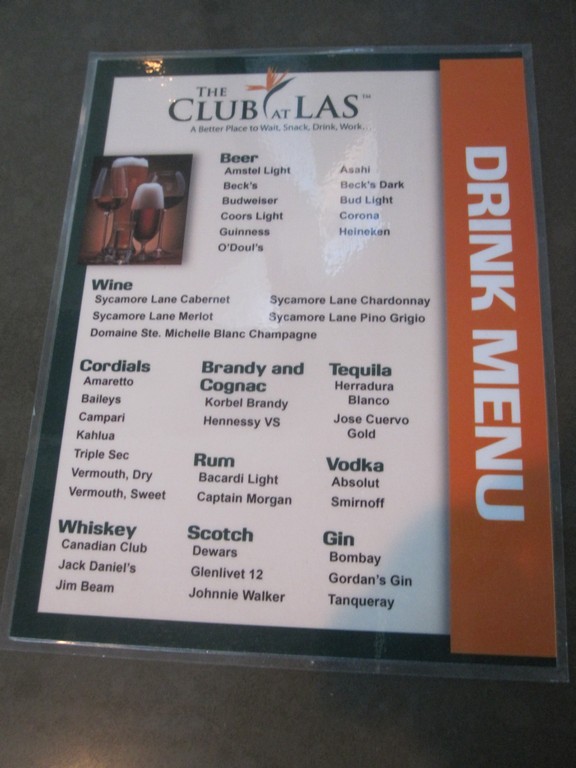 THE
CLUB AT LAS™
A Better Place to Wait, Snack, Drink, Work...
DRINK MENU
Beer
Amstel Light
Beck's
Budweiser
Coors Light
Guinness
O'Doul's
Asahi
Beck's Dark
Bud Light
Corona
Heineken
Wine
Sycamore Lane Cabernet
Sycamore Lane Chardonnay
Sycamore Lane Merlot
Sycamore Lane Pino Grigio
Domaine Ste. Michelle Blanc Champagne
Cordials
Amaretto
Baileys
Campari
Kahlua
Triple Sec
Vermouth, Dry
Vermouth, Sweet
Brandy and
Cognac
Korbel Brandy
Hennessy VS
Tequila
Herradura
Blanco
Jose Cuervo
Gold
Rum
Bacardi Light
Captain Morgan
Vodka
Absolut
Smirnoff
Whiskey
Canadian Club
Jack Daniel's
Jim Beam
Scotch
Dewars
Glenlivet 12
Johnnie Walker
Gin
Bombay
Gordan's Gin
Tanqueray